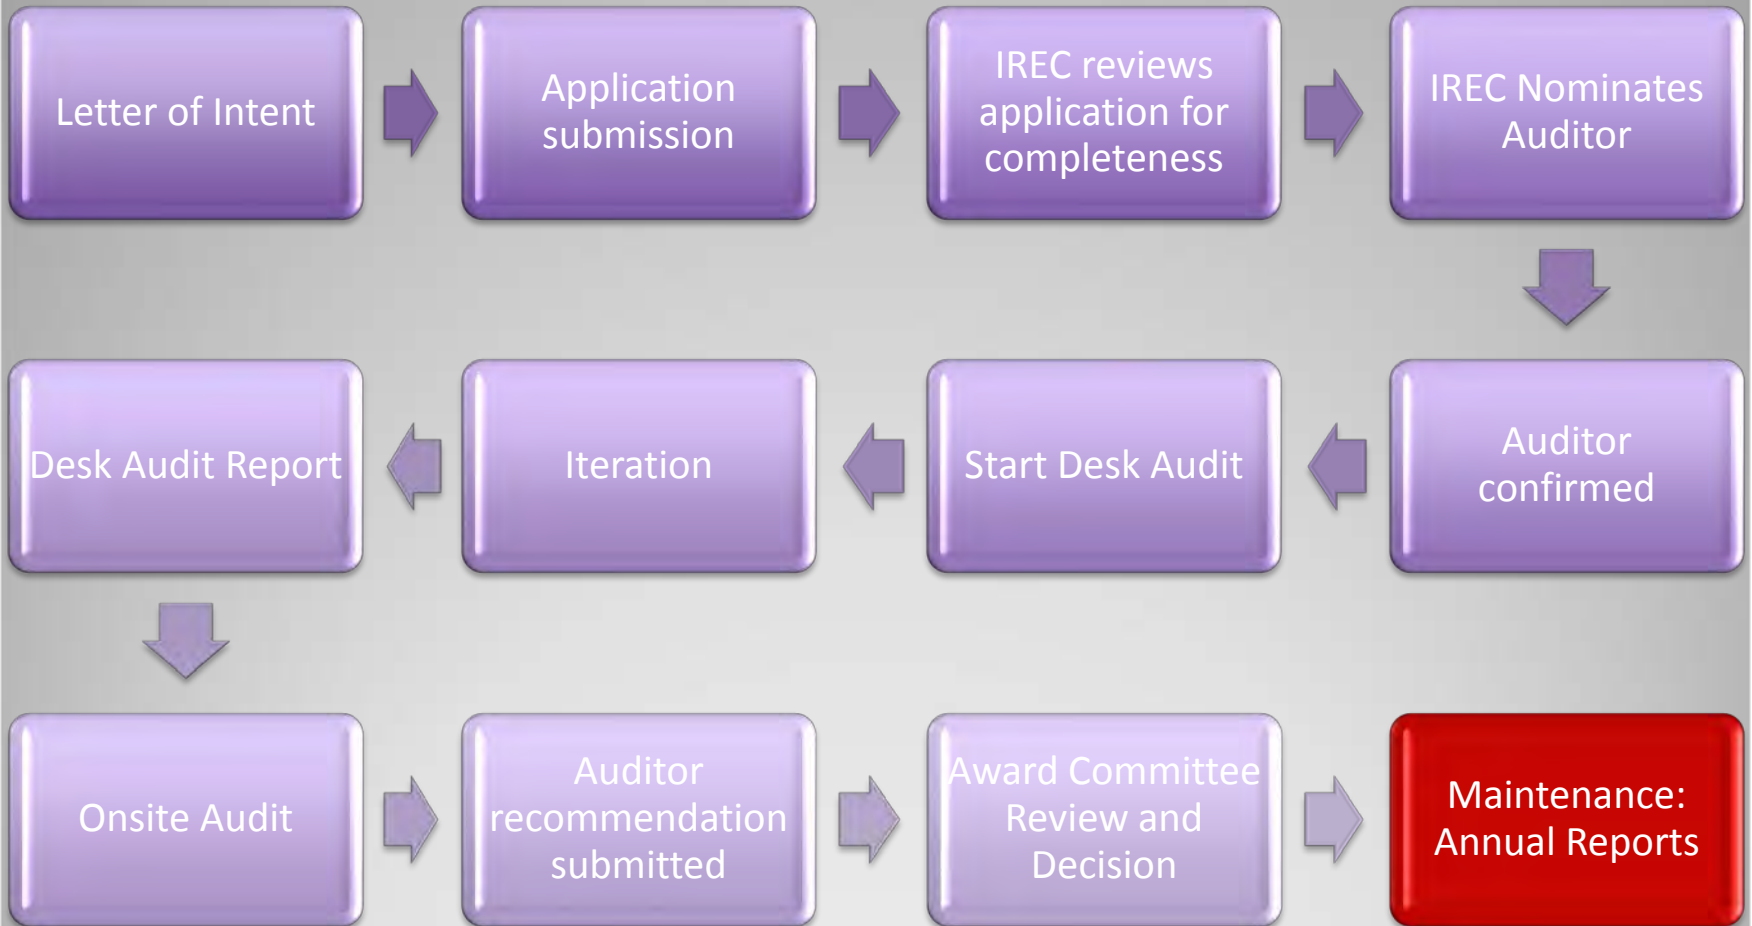 Letter of Intent
Application
submission
IREC reviews
application for
completeness
IREC Nominates
Auditor
Auditor
confirmed
Start Desk Audit
Iteration
Desk Audit Report
Onsite Audit
Auditor
recommendation
submitted
Award Committee
Review and
Decision
Maintenance:
Annual Reports